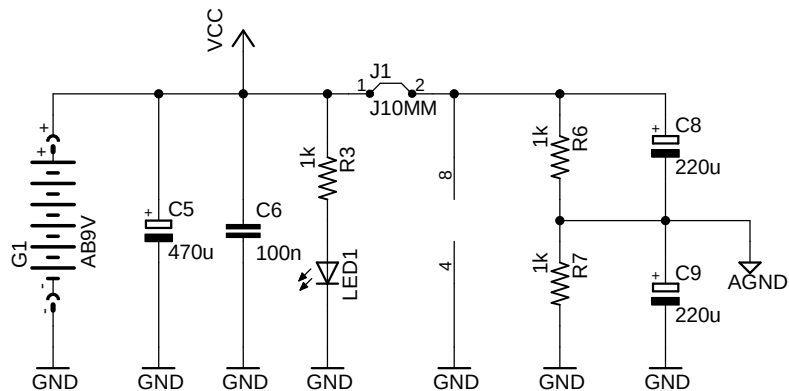 VCC
J1
1 2
J10MM
+
+
G1
AB9V
-
-
+
C5
470u
C6
100n
1k
R3
LED1
8
4
1k
R6
1k
R7
+
C8
220u
+
C9
220u
AGND
GND GND GND GND GND GND GND